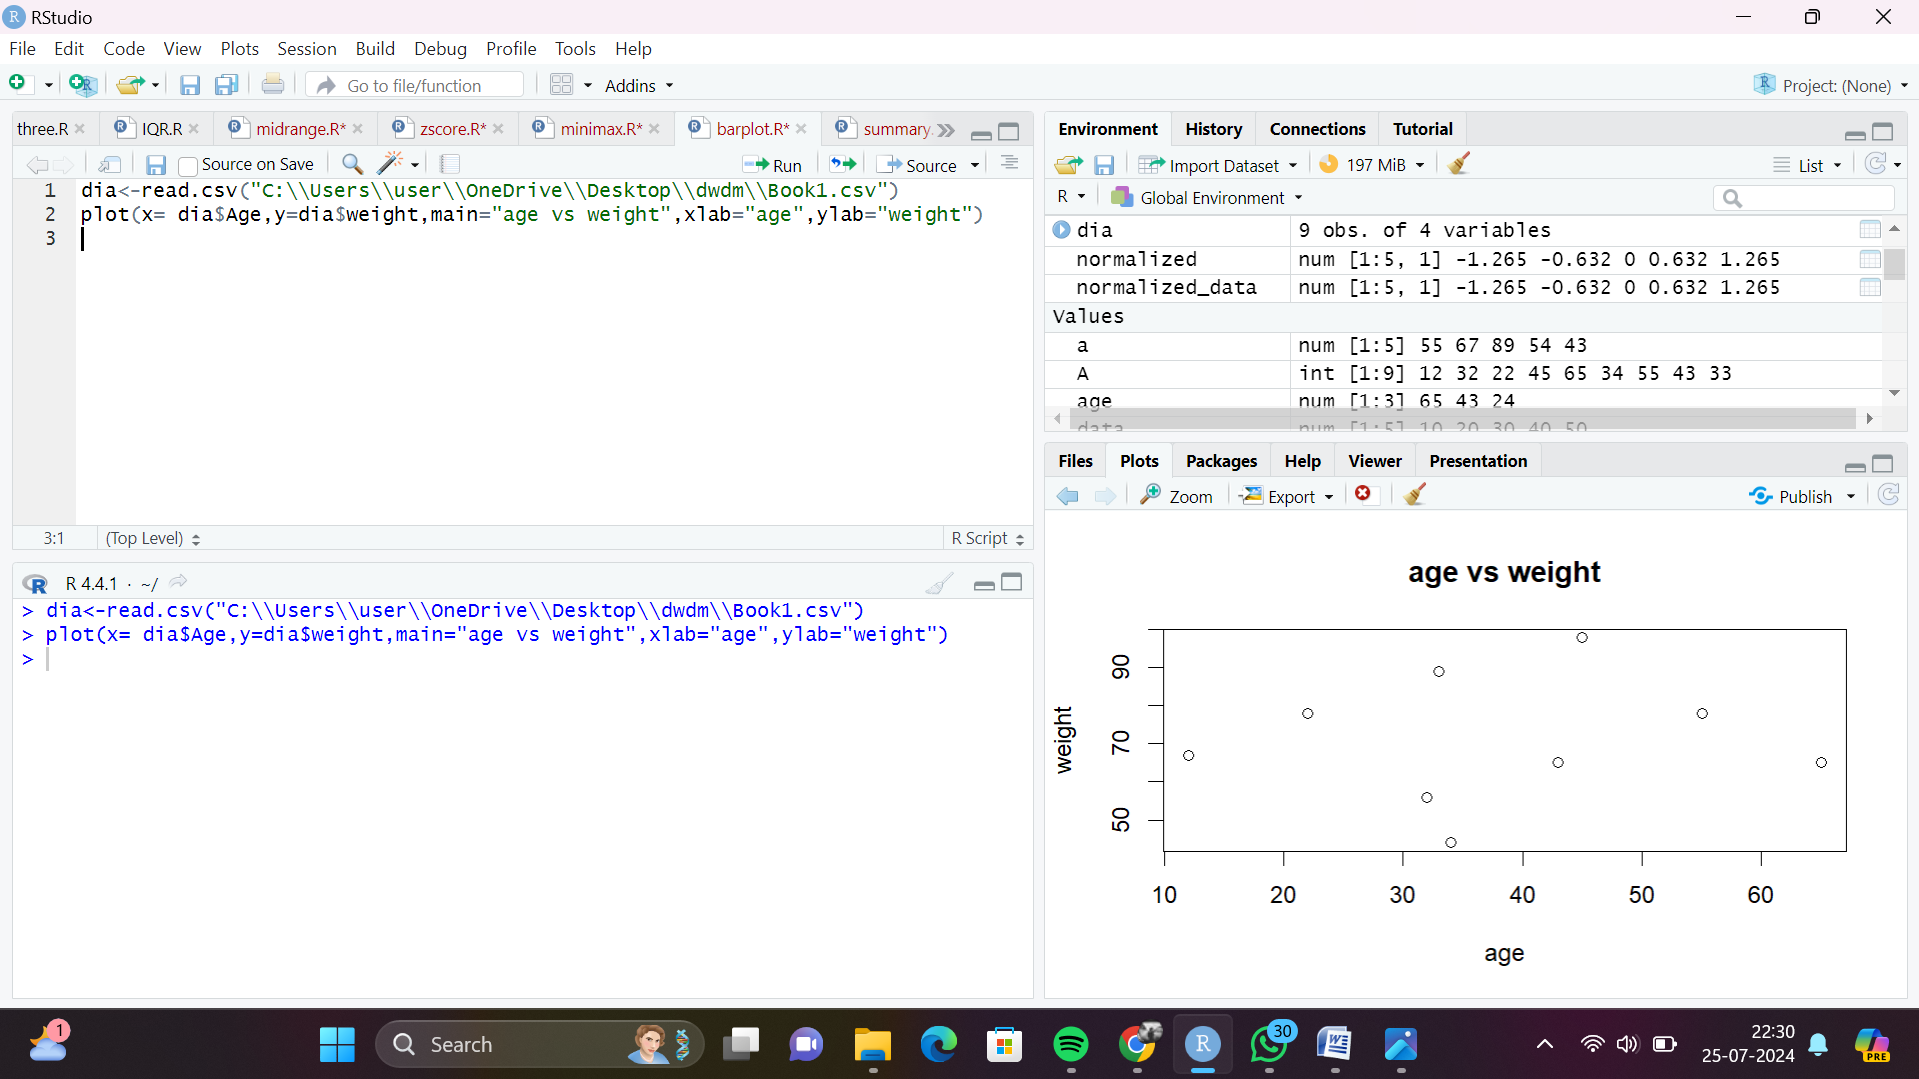 RStudio
File Edit Code View Plots Session Build Debug Profile Tools Help
Go to file/function Addins Project: (None)
three.R IQR.R midrange.R* zscore.R* minimax.R* barplot.R* summary.
Source on Save Run Source
1 dia<-read.csv("C:\\Users\\user\\OneDrive\\Desktop\\dwdm\\Book1.csv")
2 plot(x= dia$Age,y=dia$weight,main="age vs weight",xlab="age",ylab="weight")
3
3:1 (Top Level) R Script
R 4.4.1 · ~/
> dia<-read.csv("C:\\Users\\user\\OneDrive\\Desktop\\dwdm\\Book1.csv")
> plot(x= dia$Age,y=dia$weight,main="age vs weight",xlab="age",ylab="weight")
>
Environment History Connections Tutorial
Import Dataset 197 MiB List
R Global Environment
dia 9 obs. of 4 variables
normalized num [1:5, 1] -1.265 -0.632 0 0.632 1.265
normalized_data num [1:5, 1] -1.265 -0.632 0 0.632 1.265
Values
a num [1:5] 55 67 89 54 43
A int [1:9] 12 32 22 45 65 34 55 43 33
age num [1:3] 65 43 24
data num [1:5] 10 20 30 40 50
Files Plots Packages Help Viewer Presentation
Zoom Export Publish
age vs weight
weight
90
70
50
10 20 30 40 50 60
age
1 Search 30 22:30
25-07-2024
PRE